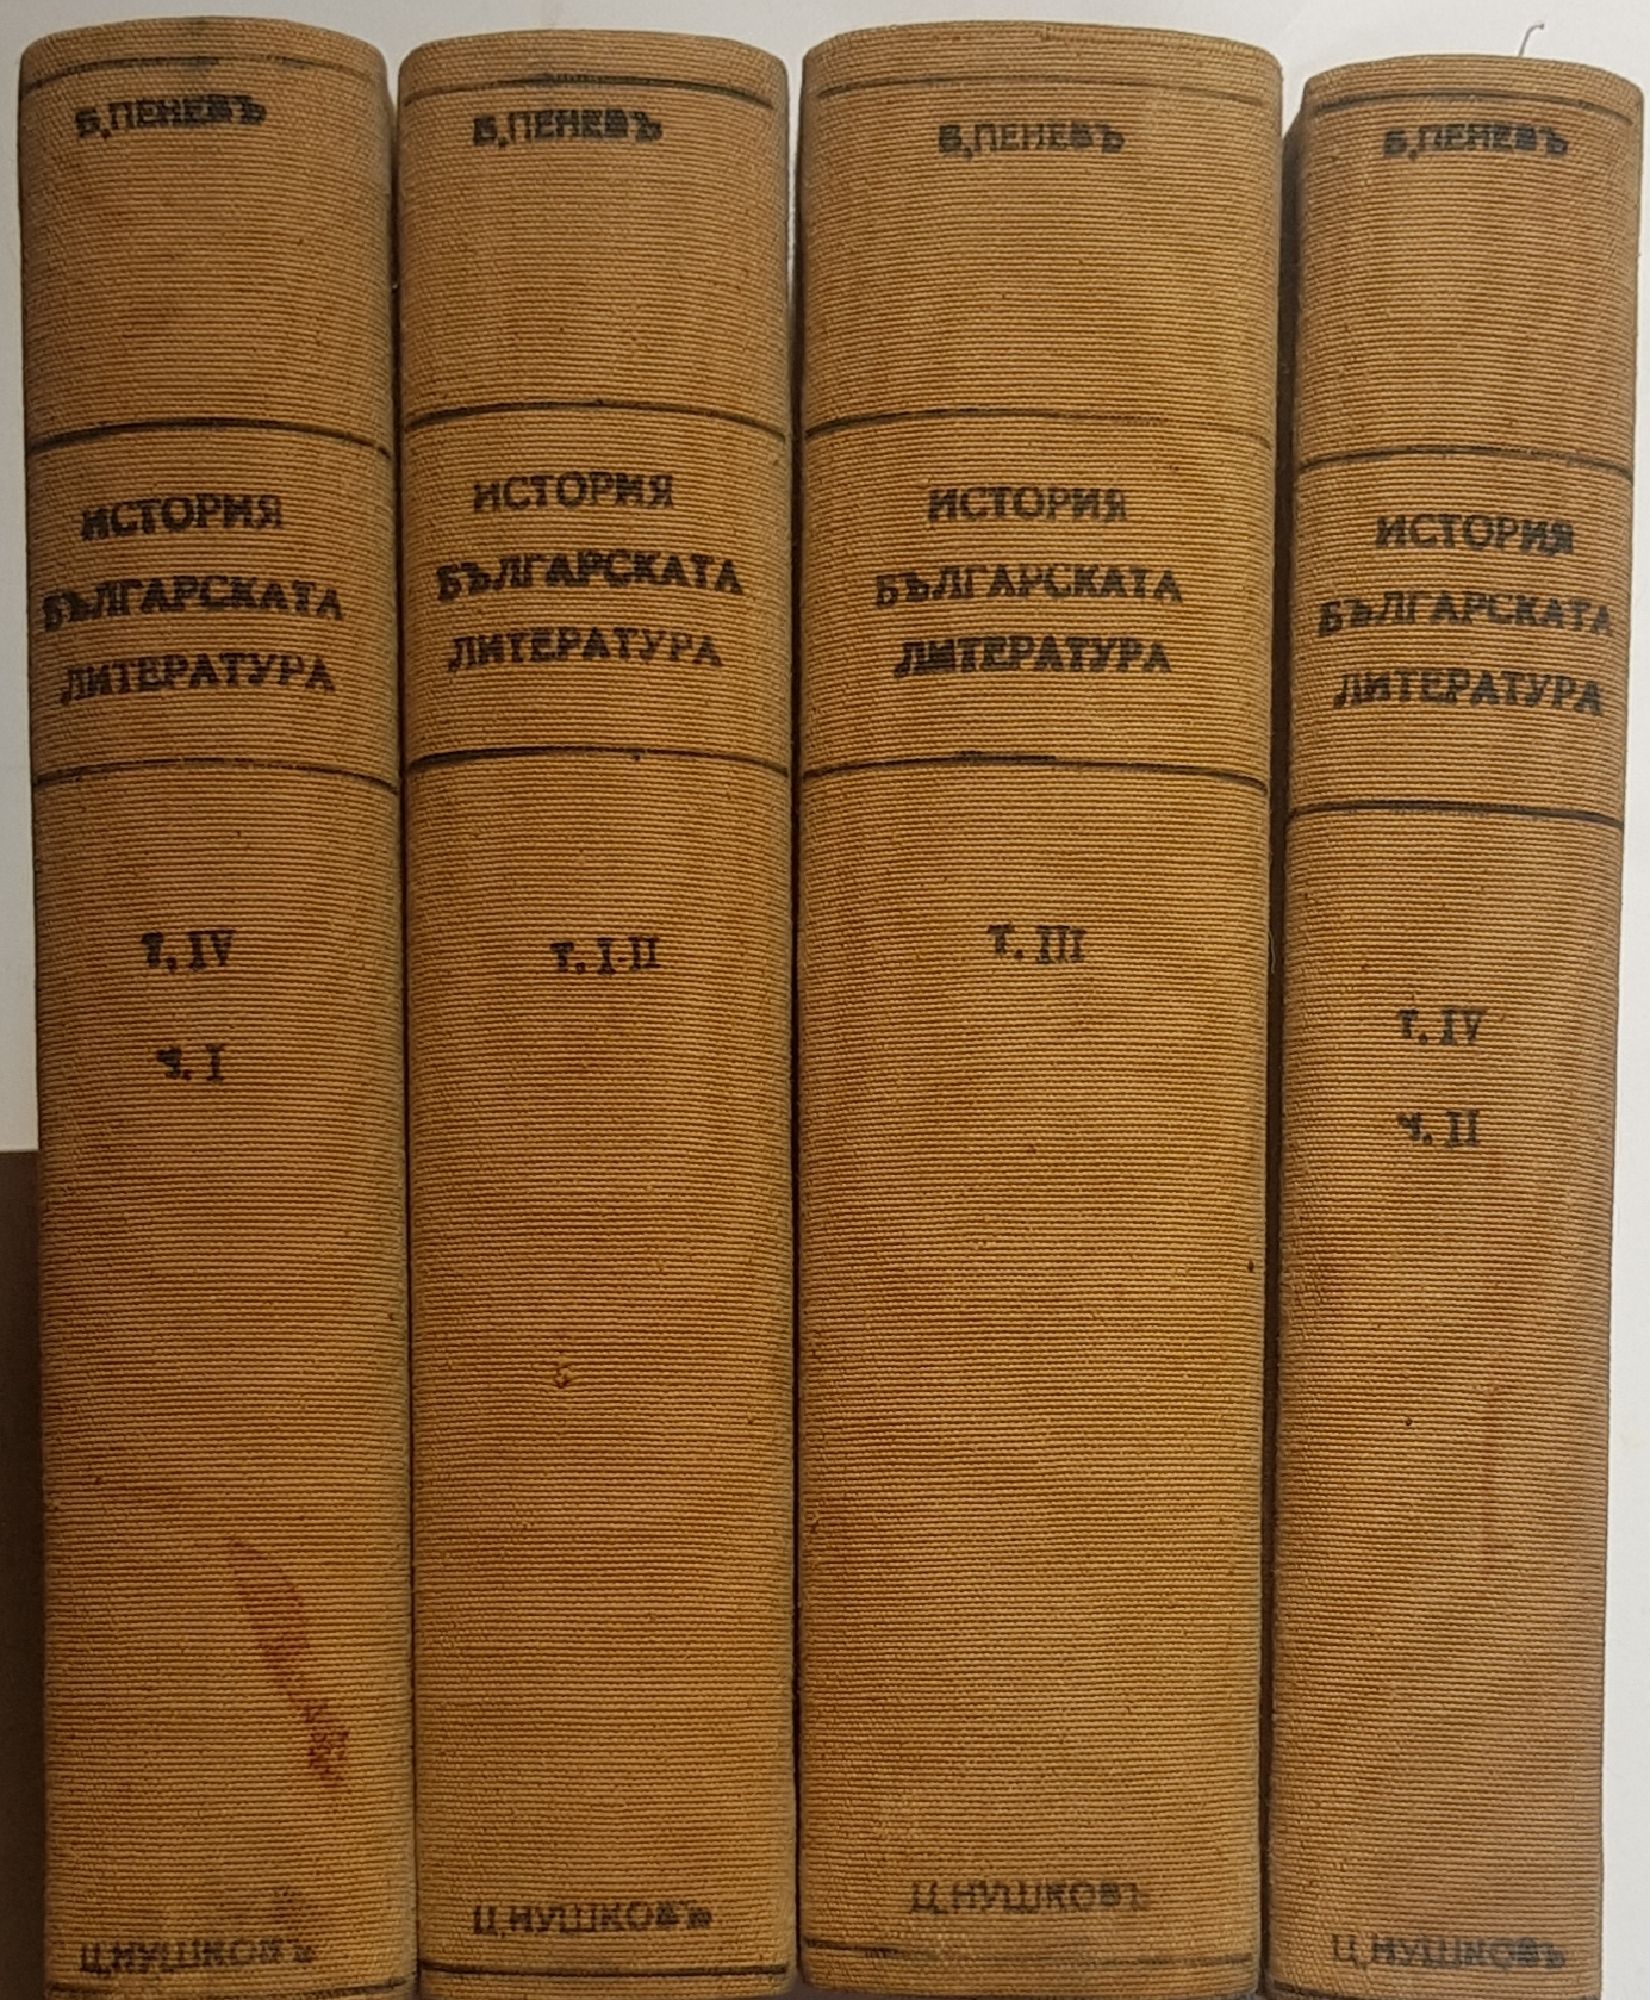 Б. ПЕНЕВЪ
ИСТОРИЯ
БЪЛГАРСКАТА
ЛИТЕРАТУРА
Т. IV
Ч. I
Ц. НУШКОВЪ
Б. ПЕНЕВЪ
ИСТОРИЯ
БЪЛГАРСКАТА
ЛИТЕРАТУРА
Т. I-II
Ц. НУШКОВЪ
Б. ПЕНЕВЪ
ИСТОРИЯ
БЪЛГАРСКАТА
ЛИТЕРАТУРА
Т. III
Ц. НУШКОВЪ
Б. ПЕНЕВЪ
ИСТОРИЯ
БЪЛГАРСКАТА
ЛИТЕРАТУРА
Т. IV
Ч. II
Ц. НУШКОВЪ